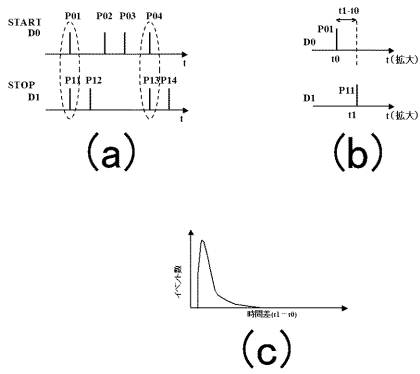 START
D0
P01 P02 P03 P04
t
STOP
D1
P11 P12 P13 P14
t
(a)
t1-t0
P01
D0
t0
t(拡大)
P11
D1
t1
t(拡大)
(b)
イベント数
時間差(t1-t0)
(c)